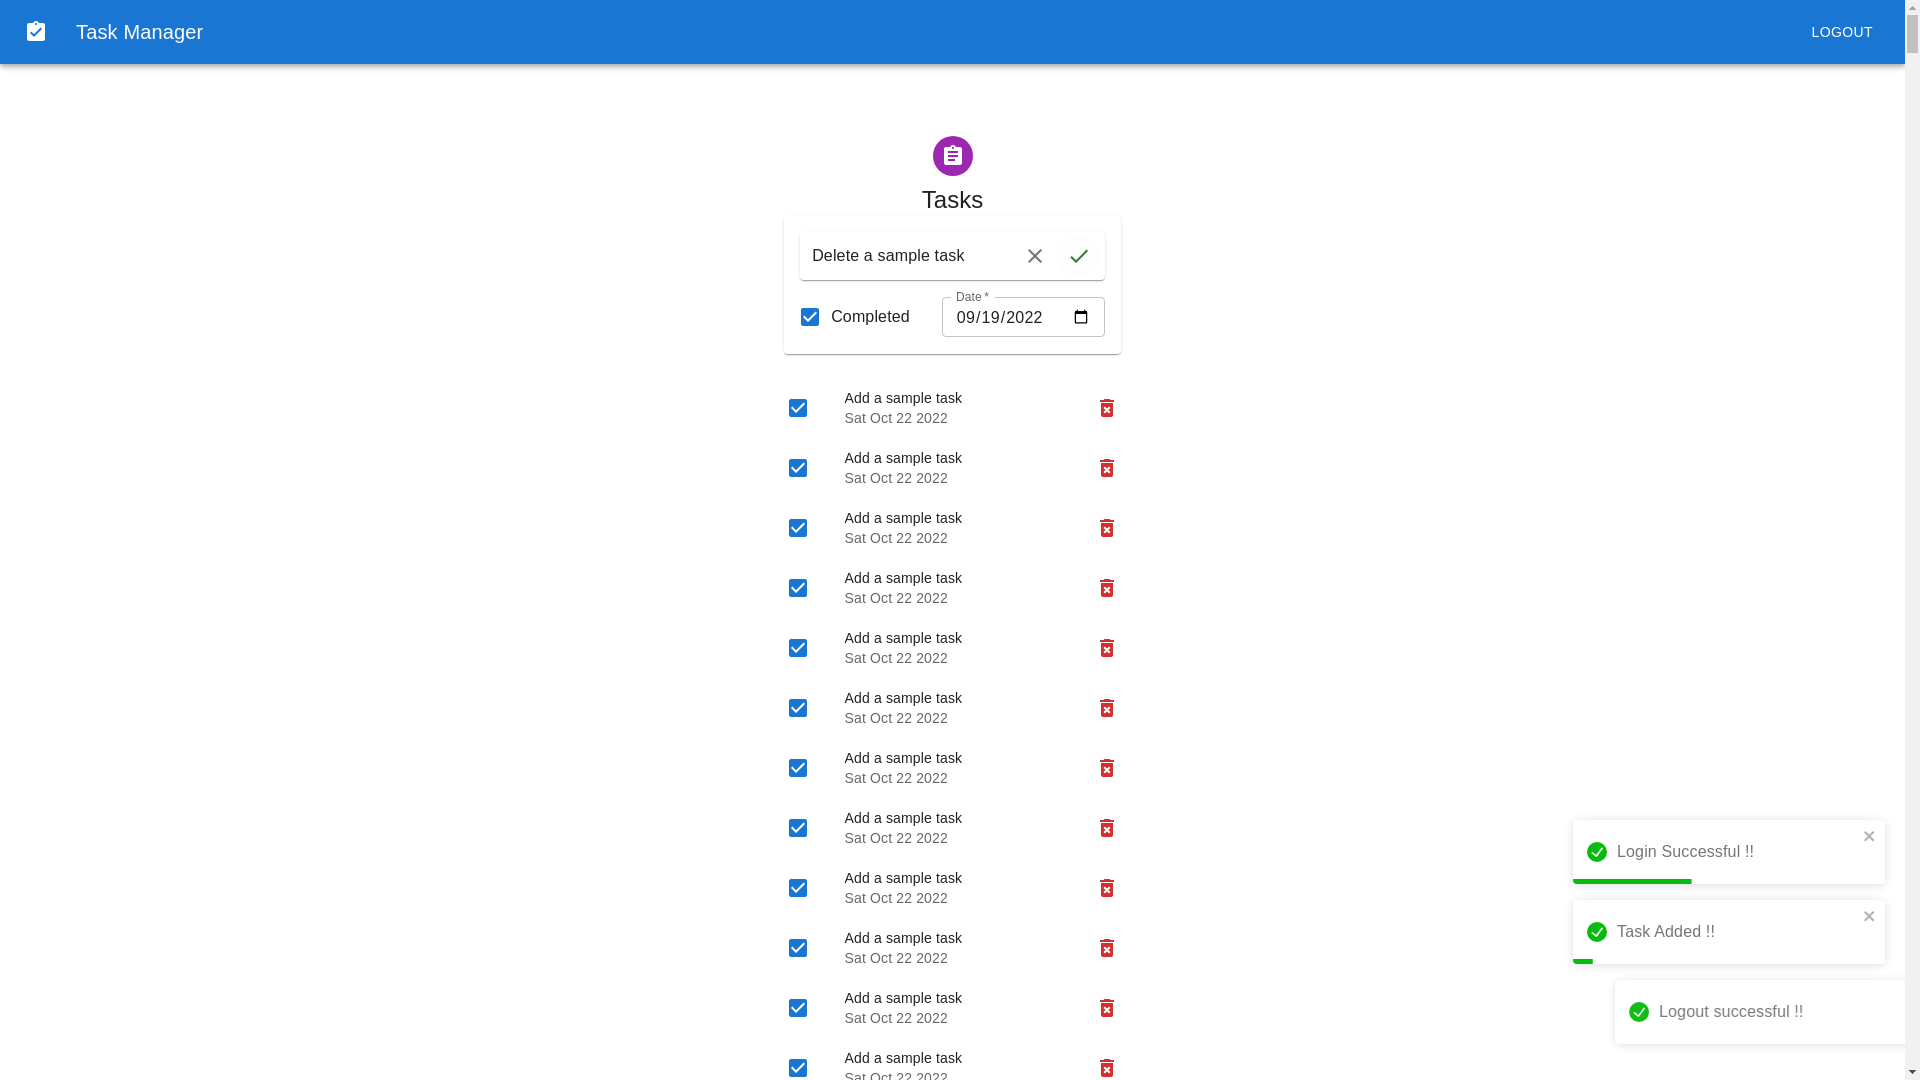 Task Manager
LOGOUT
Tasks
Delete a sample task
Date *
Completed
09/19/2022
Add a sample task
Sat Oct 22 2022
Add a sample task
Sat Oct 22 2022
Add a sample task
Sat Oct 22 2022
Add a sample task
Sat Oct 22 2022
Add a sample task
Sat Oct 22 2022
Add a sample task
Sat Oct 22 2022
Add a sample task
Sat Oct 22 2022
Add a sample task
Sat Oct 22 2022
Add a sample task
Sat Oct 22 2022
Add a sample task
Sat Oct 22 2022
Add a sample task
Sat Oct 22 2022
Add a sample task
Sat Oct 22 2022
Login Successful !!
Task Added !!
Logout successful !!